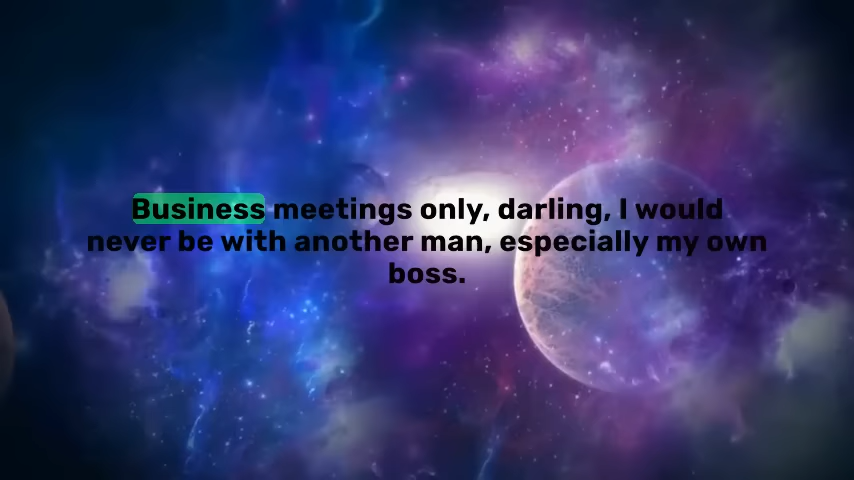 Business meetings only, darling, I would
never be with another man, especially my own
boss.